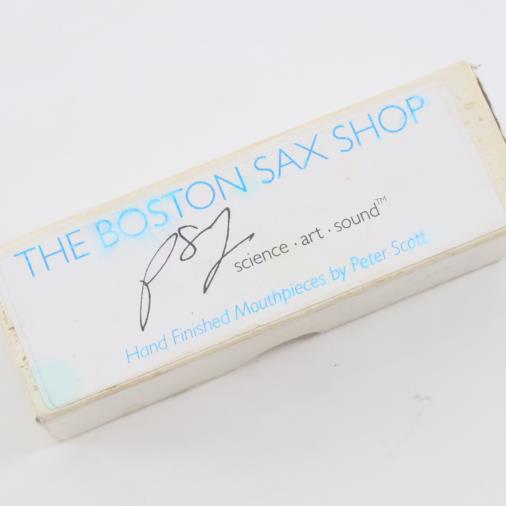 THE BOSTON SAX SHOP
science · art · sound™
Hand Finished Mouthpieces by Peter Scott